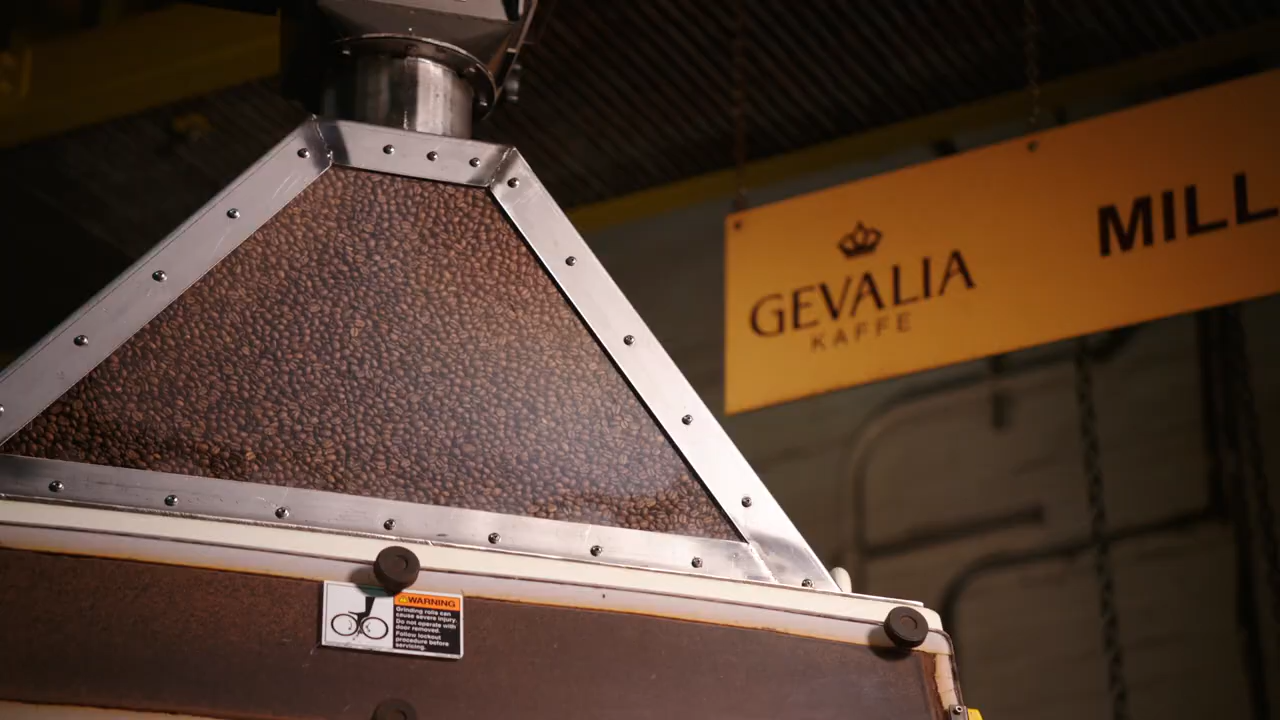 GEVALIA
KAFFE
MILL
WARNING
Grinding rolls can
cause severe injury.
Do not operate with
door removed.
Follow lockout
procedure before
servicing.